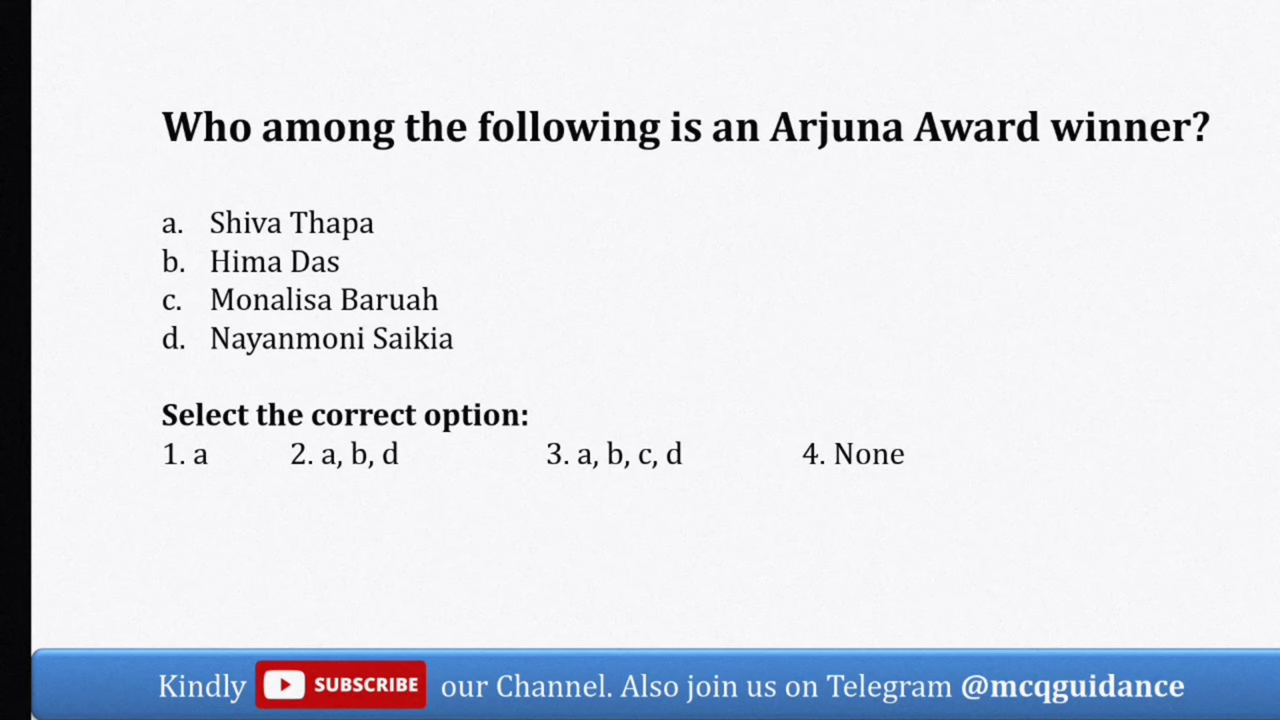 Who among the following is an Arjuna Award winner?
a. Shiva Thapa
b. Hima Das
c. Monalisa Baruah
d. Nayanmoni Saikia
Select the correct option:
1. a 2. a, b, d 3. a, b, c, d 4. None
Kindly SUBSCRIBE our Channel. Also join us on Telegram @mcqguidance